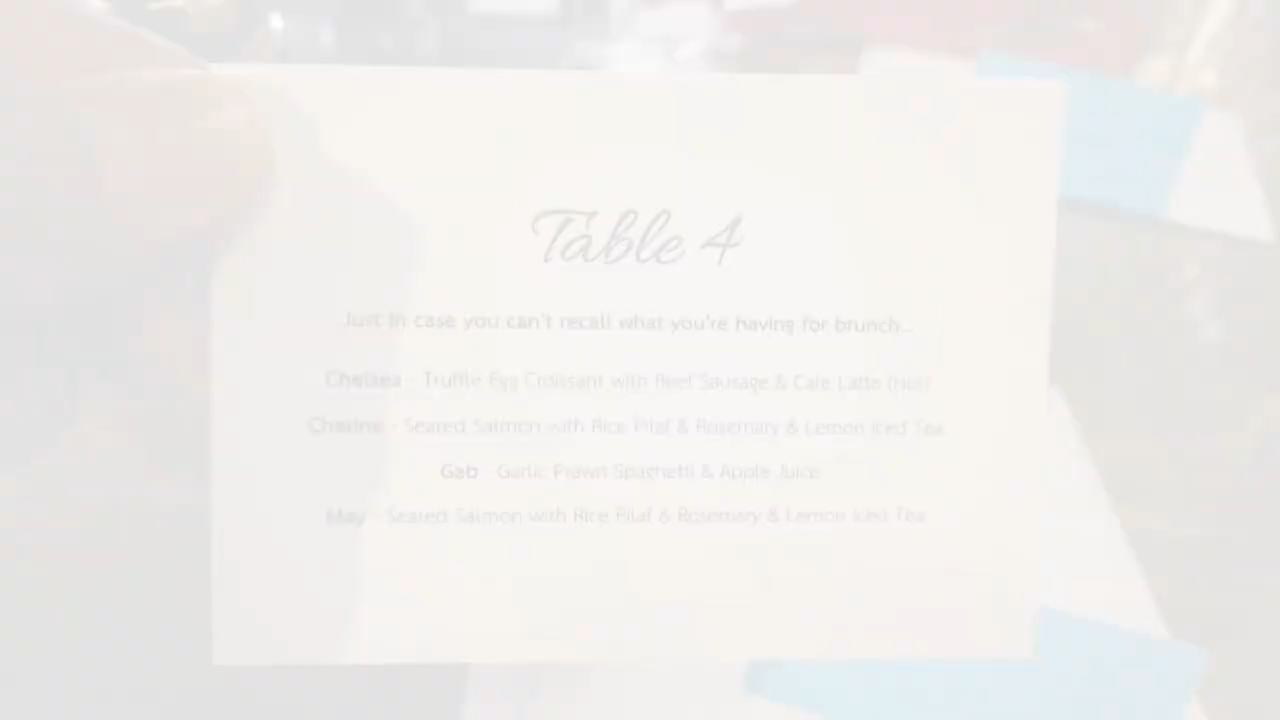 Table 4
Just in case you can't recall what you're having for brunch...
Chelsea - Truffle Egg Croissant with Beef Sausage & Cafe Latte (Hot)
- Seared Salmon with Rice Pilaf & Rosemary & Lemon Iced Tea
Gab - Garlic Prawn Spaghetti & Apple Juice
May - Seared Salmon with Rice Pilaf & Rosemary & Lemon Iced Tea